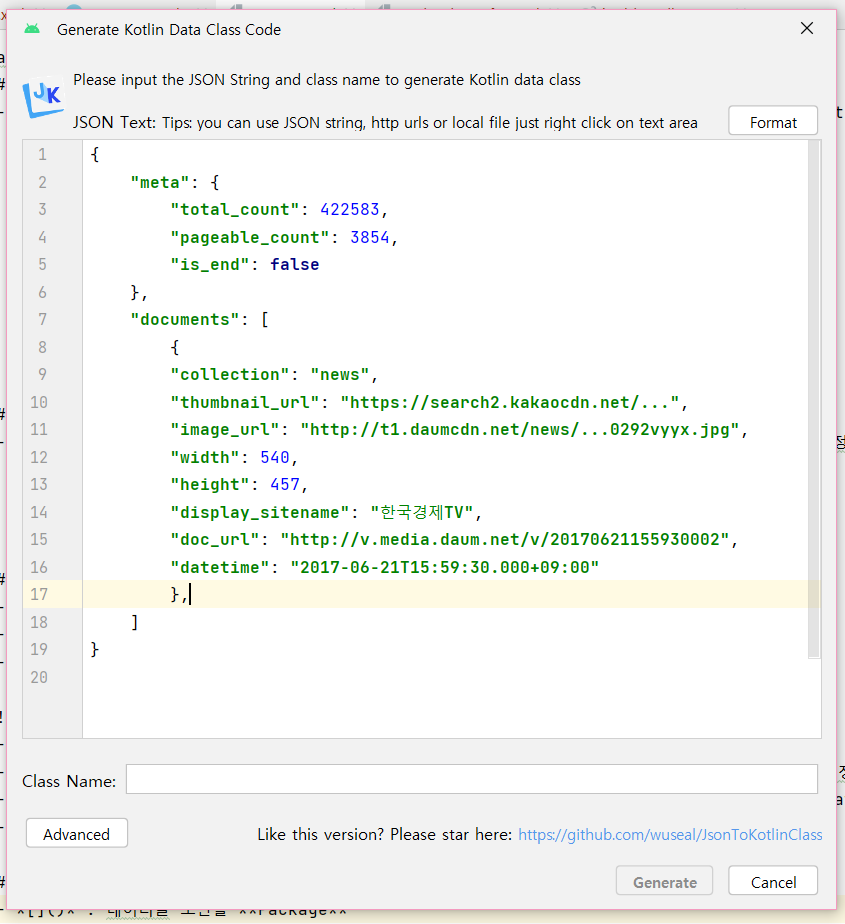 Generate Kotlin Data Class Code
Please input the JSON String and class name to generate Kotlin data class
JK
JSON Text: Tips: you can use JSON string, http urls or local file just right click on text area
Format
1 {
2 "meta": {
3 "total_count": 422583,
4 "pageable_count": 3854,
5 "is_end": false
6 },
7 "documents": [
8 {
9 "collection": "news",
10 "thumbnail_url": "https://search2.kakaocdn.net/...",
11 "image_url": "http://t1.daumcdn.net/news/...0292vyyx.jpg",
12 "width": 540,
13 "height": 457,
14 "display_sitename": "한국경제TV",
15 "doc_url": "http://v.media.daum.net/v/20170621155930002",
16 "datetime": "2017-06-21T15:59:30.000+09:00"
17 },
18 ]
19 }
20
Class Name:
Advanced
Like this version? Please star here: https://github.com/wuseal/JsonToKotlinClass
Generate
Cancel